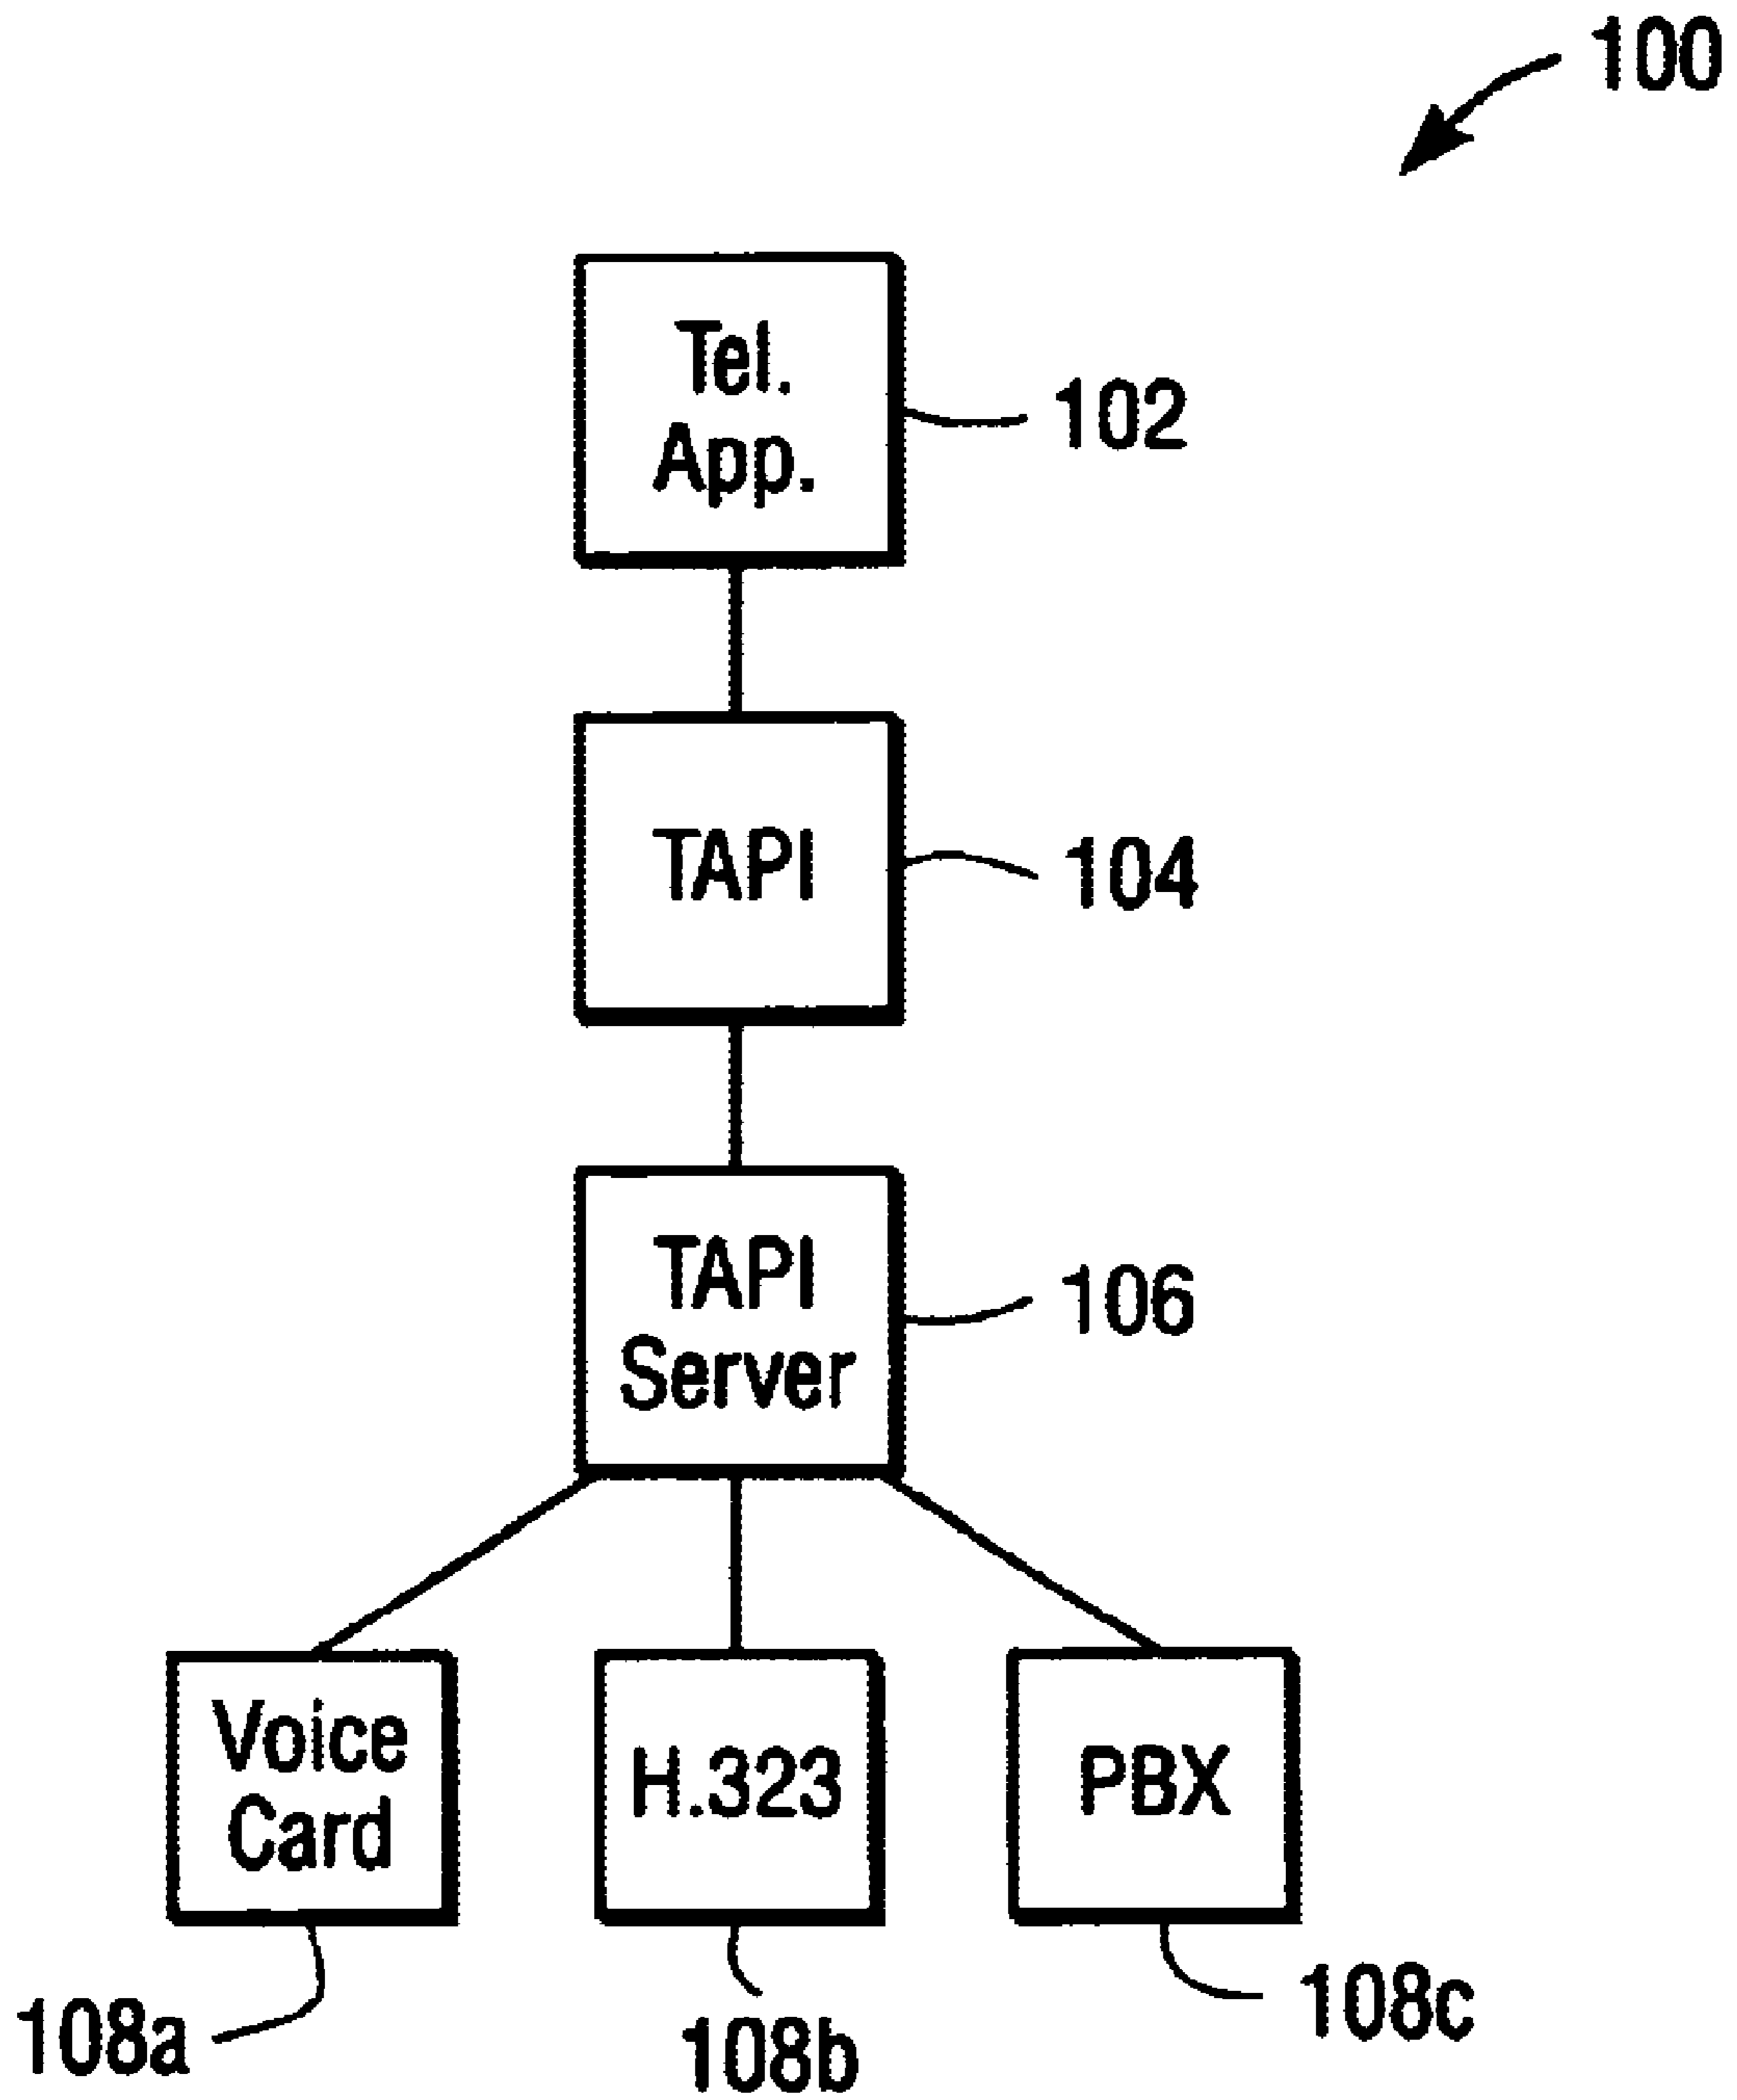 100
Tel.
App.
102
TAPI
104
TAPI
Server
106
Voice
Card
H.323
PBX
108a
108b
108c